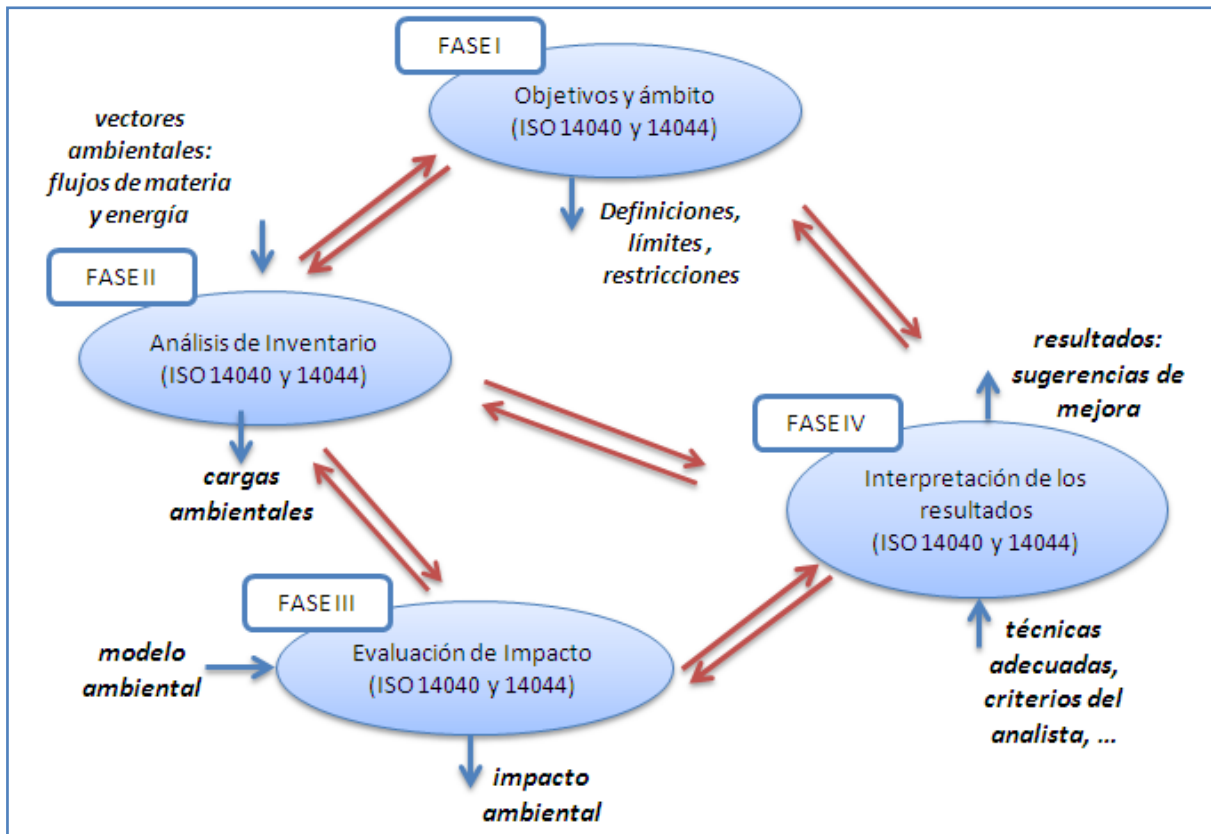 FASE I
Objetivos y ámbito
(ISO 14040 y 14044)
vectores
ambientales:
flujos de materia
y energía
Definiciones,
límites ,
restricciones
FASE II
Análisis de Inventario
(ISO 14040 y 14044)
cargas
ambientales
resultados:
sugerencias de
mejora
FASE IV
Interpretación de los
resultados
(ISO 14040 y 14044)
técnicas
adecuadas,
criterios del
analista, ...
FASE III
Evaluación de Impacto
(ISO 14040 y 14044)
modelo
ambiental
impacto
ambiental